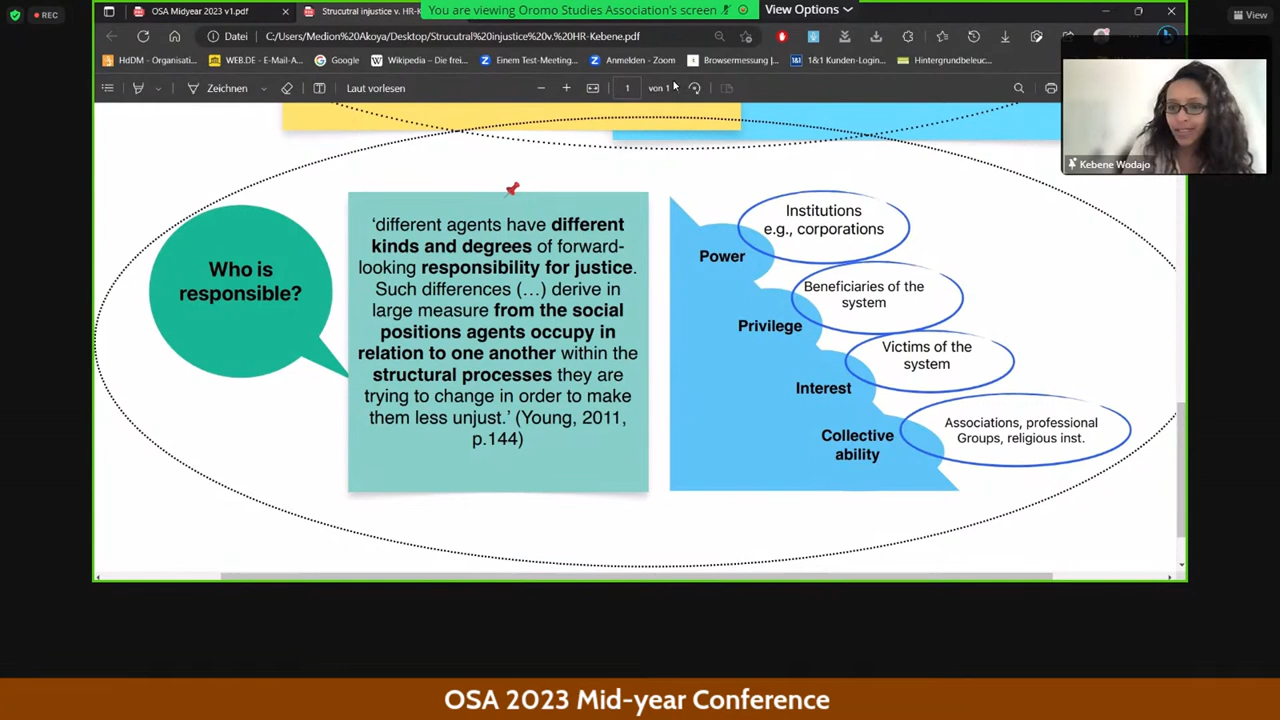 REC
OSA Midyear 2023 v1.pdf
Strucutral injustice v. HR-K
You are viewing Oromo Studies Association's screen
View Options
View
Datei
C:/Users/Medion%20Akoya/Desktop/Strucutral%20injustice%20v.%20HR-Kebene.pdf
HdDM - Organisati...
WEB.DE - E-Mail-A...
Google
Wikipedia – Die frei...
Einem Test-Meeting...
Anmelden - Zoom
Browsermessung |...
1&1 Kunden-Login...
Hintergrundbeleuc...
Zeichnen
Laut vorlesen
1
von 1
Kebene Wodajo
Who is
responsible?
'different agents have different
kinds and degrees of forward-
looking responsibility for justice.
Such differences (…) derive in
large measure from the social
positions agents occupy in
relation to one another within the
structural processes they are
trying to change in order to make
them less unjust.' (Young, 2011,
p.144)
Institutions
e.g., corporations
Power
Beneficiaries of the
system
Privilege
Victims of the
system
Interest
Associations, professional
Groups, religious inst.
Collective
ability
OSA 2023 Mid-year Conference